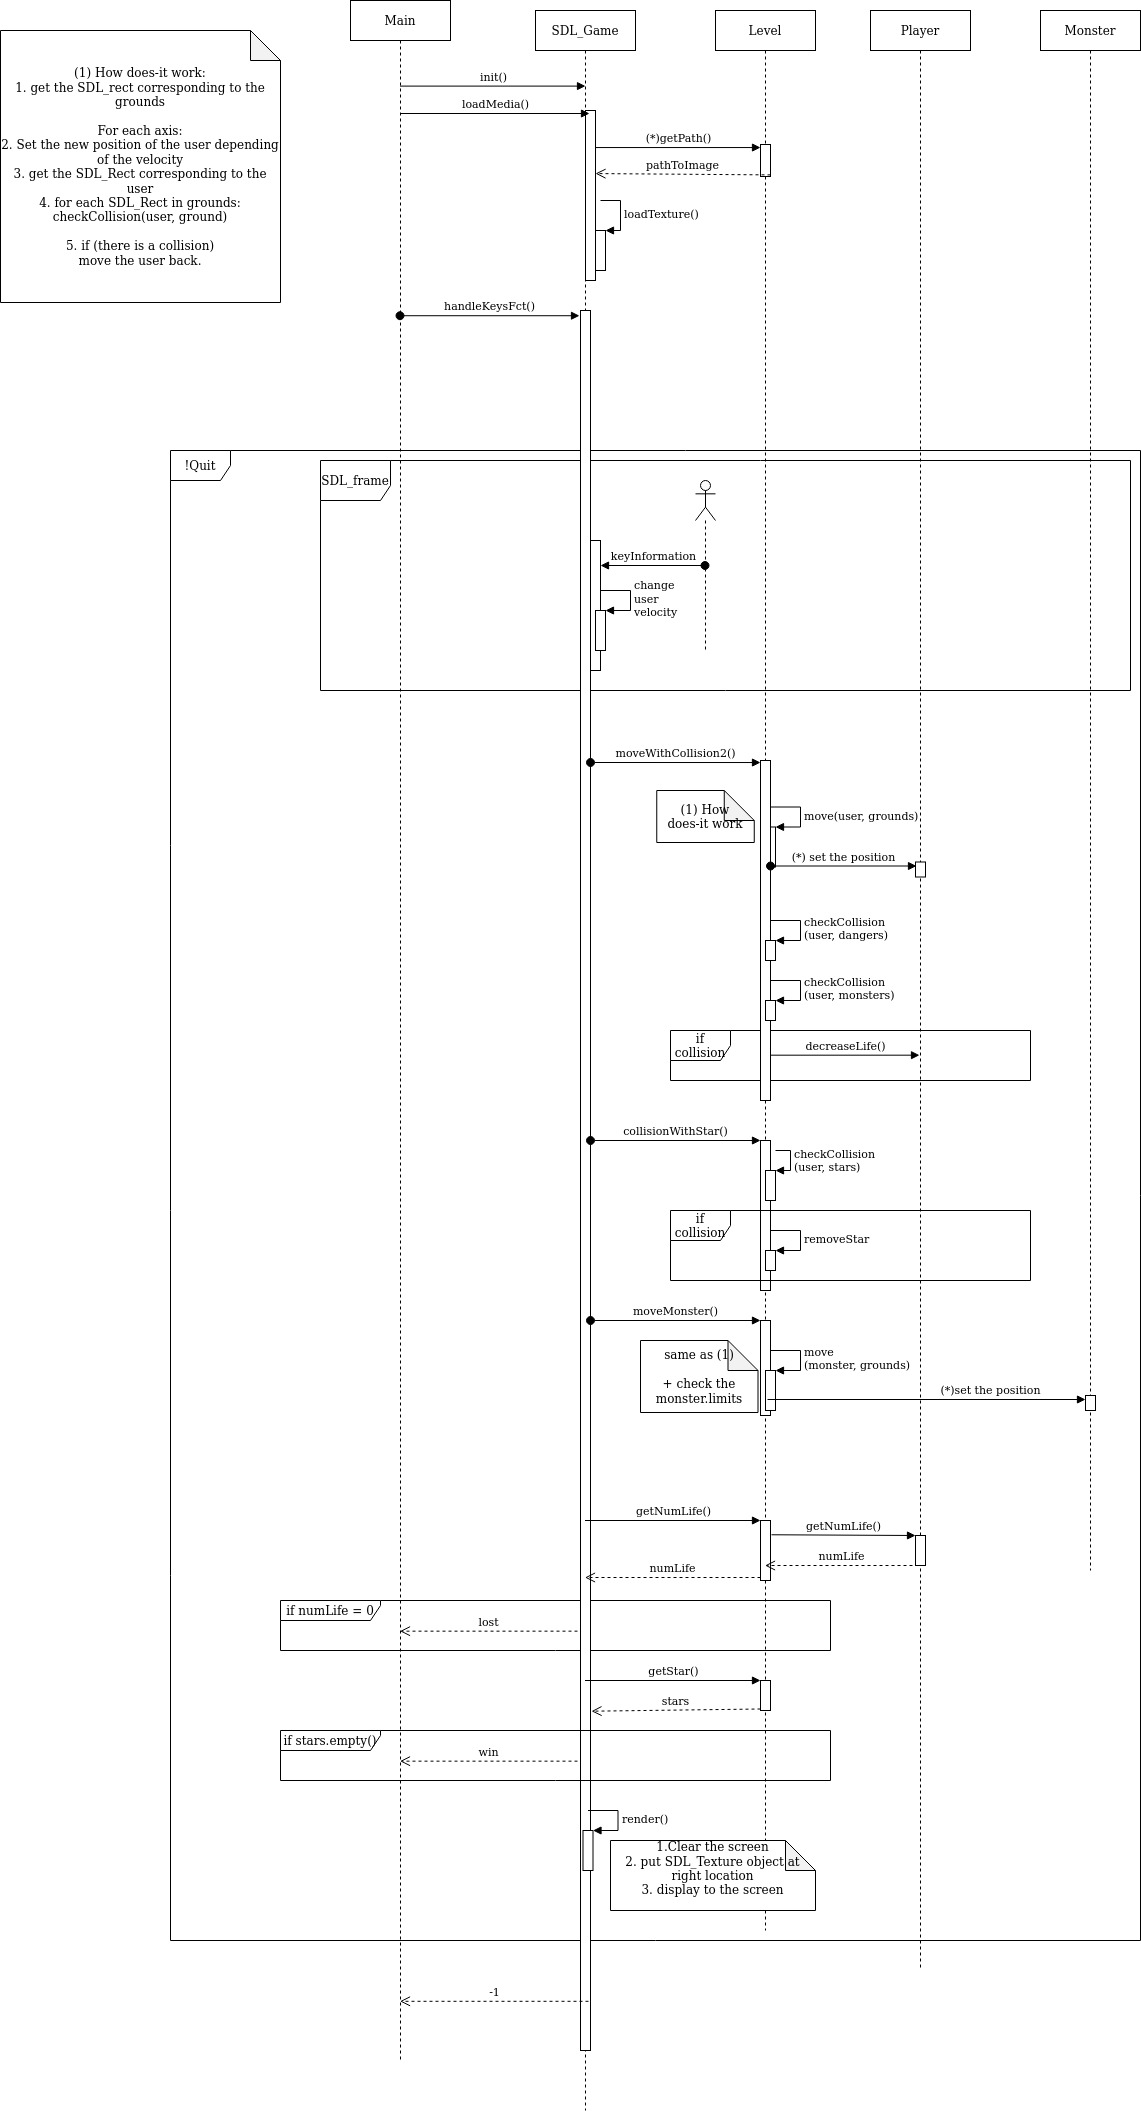 Main
SDL_Game
Level
Player
Monster
(1) How does-it work:
1. get the SDL_rect corresponding to the
grounds
For each axis:
2. Set the new position of the user depending
of the velocity
3. get the SDL_Rect corresponding to the
user
4. for each SDL_Rect in grounds:
checkCollision(user, ground)
5. if (there is a collision)
move the user back.
init()
loadMedia()
(*)getPath()
pathToImage
loadTexture()
handleKeysFct()
!Quit
SDL_frame
keyInformation
change
user
velocity
moveWithCollision2()
(1) How
does-it work
move(user, grounds)
(*) set the position
checkCollision
(user, dangers)
checkCollision
(user, monsters)
if
collision
decreaseLife()
collisionWithStar()
checkCollision
(user, stars)
if
collision
removeStar
moveMonster()
same as (1)
+ check the
monster.limits
move
(monster, grounds)
(*)set the position
getNumLife()
getNumLife()
numLife
numLife
if numLife = 0
lost
getStar()
stars
if stars.empty()
win
render()
1.Clear the screen
2. put SDL_Texture object at
right location
3. display to the screen
-1